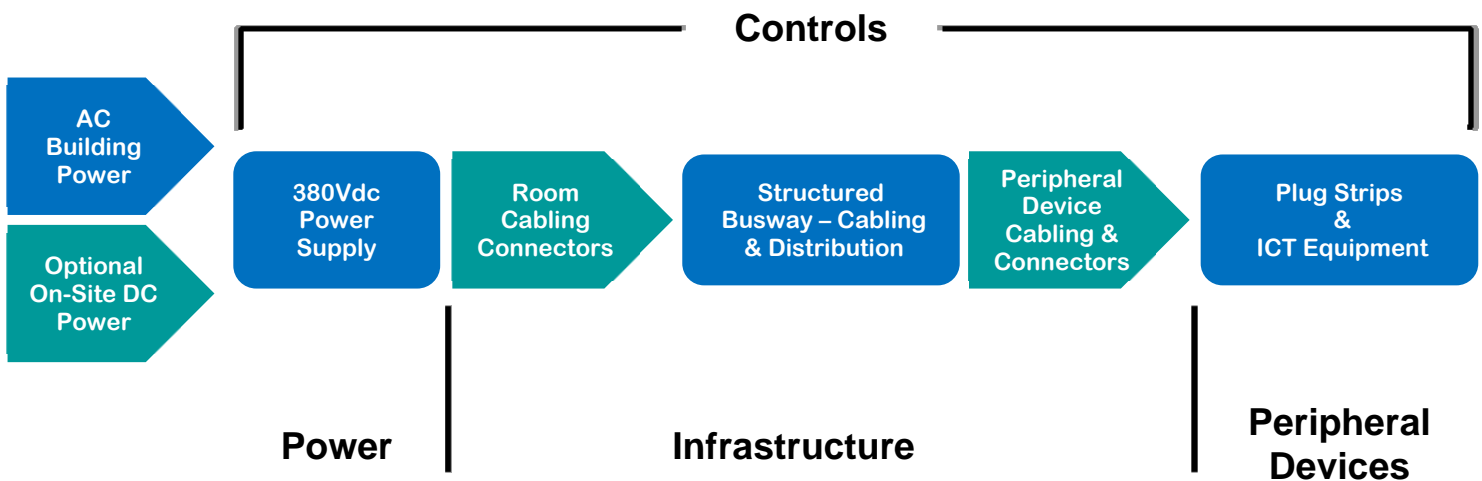 Controls
AC
Building
Power
Optional
On-Site DC
Power
380Vdc
Power
Supply
Room
Cabling
Connectors
Structured
Busway – Cabling
& Distribution
Peripheral
Device
Cabling &
Connectors
Plug Strips
&
ICT Equipment
Power
Infrastructure
Peripheral
Devices